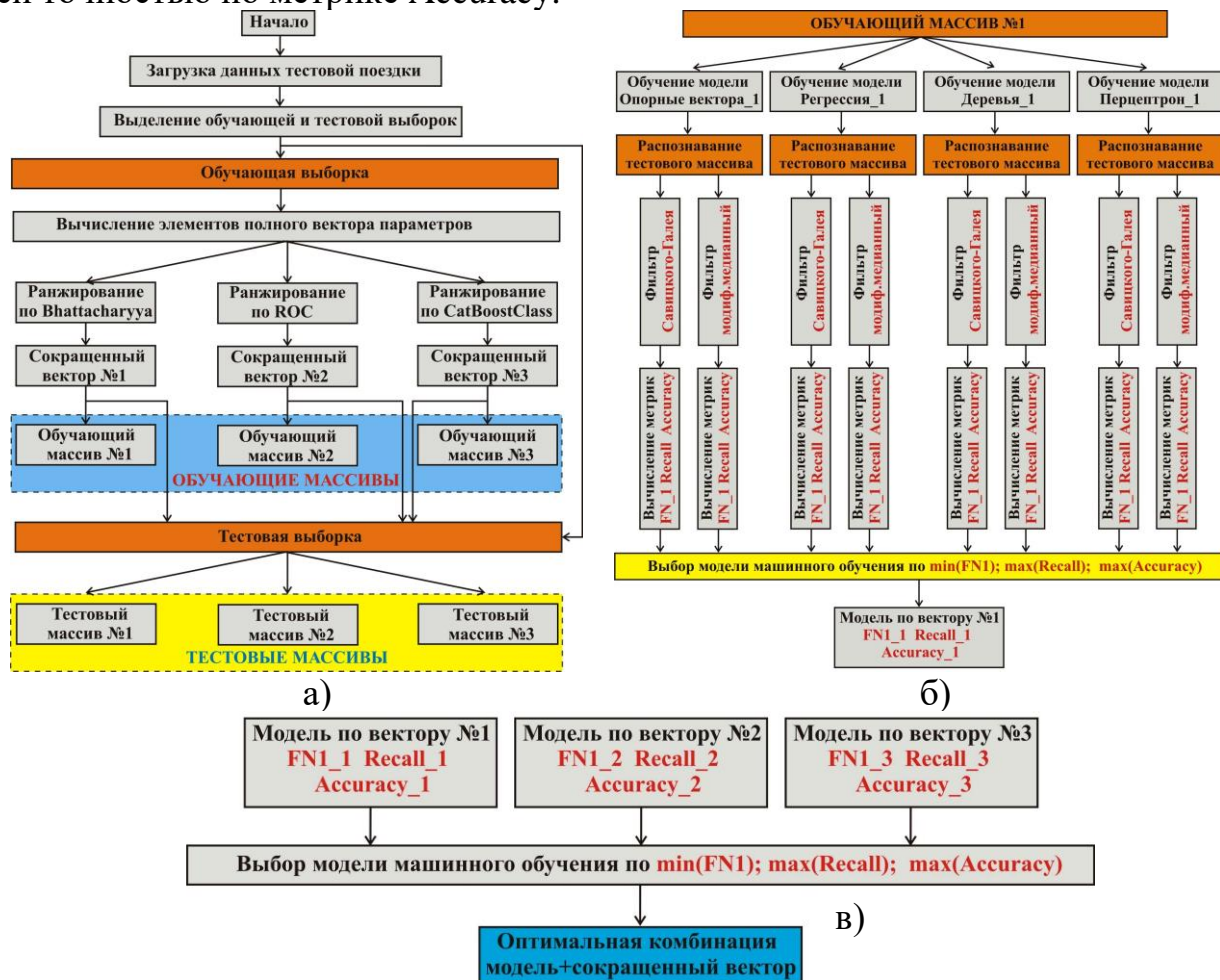 ей точностью по метрике Accuracy.
Начало
Загрузка данных тестовой поездки
Выделение обучающей и тестовой выборок
Обучающая выборка
Вычисление элементов полного вектора параметров
Ранжирование
по Bhattacharyya
Ранжирование
по ROC
Ранжирование
по CatBoostClass
Сокращенный
вектор №1
Сокращенный
вектор №2
Сокращенный
вектор №3
Обучающий
массив №1
Обучающий
массив №2
Обучающий
массив №3
ОБУЧАЮЩИЕ МАССИВЫ
Тестовая выборка
Тестовый
массив №1
Тестовый
массив №2
Тестовый
массив №3
ТЕСТОВЫЕ МАССИВЫ
а)
ОБУЧАЮЩИЙ МАССИВ №1
Обучение модели
Опорные вектора_1
Обучение модели
Регрессия_1
Обучение модели
Деревья_1
Обучение модели
Перцептрон_1
Распознавание
тестового массива
Распознавание
тестового массива
Распознавание
тестового массива
Распознавание
тестового массива
Фильтр
Савицкого-Галея
Фильтр
модиф.медианный
Фильтр
Савицкого-Галея
Фильтр
модиф.медианный
Фильтр
Савицкого-Галея
Фильтр
модиф.медианный
Фильтр
Савицкого-Галея
Фильтр
модиф.медианный
Вычисление метрик
FN_1 Recall Accuracy
Вычисление метрик
FN_1 Recall Accuracy
Вычисление метрик
FN_1 Recall Accuracy
Вычисление метрик
FN_1 Recall Accuracy
Вычисление метрик
FN_1 Recall Accuracy
Вычисление метрик
FN_1 Recall Accuracy
Вычисление метрик
FN_1 Recall Accuracy
Вычисление метрик
FN_1 Recall Accuracy
Выбор модели машинного обучения по min(FN1); max(Recall); max(Accuracy)
Модель по вектору №1
FN1_1 Recall_1
Accuracy_1
б)
Модель по вектору №1
FN1_1 Recall_1
Accuracy_1
Модель по вектору №2
FN1_2 Recall_2
Accuracy_2
Модель по вектору №3
FN1_3 Recall_3
Accuracy_3
Выбор модели машинного обучения по min(FN1); max(Recall); max(Accuracy)
в)
Оптимальная комбинация
модель+сокращенный вектор